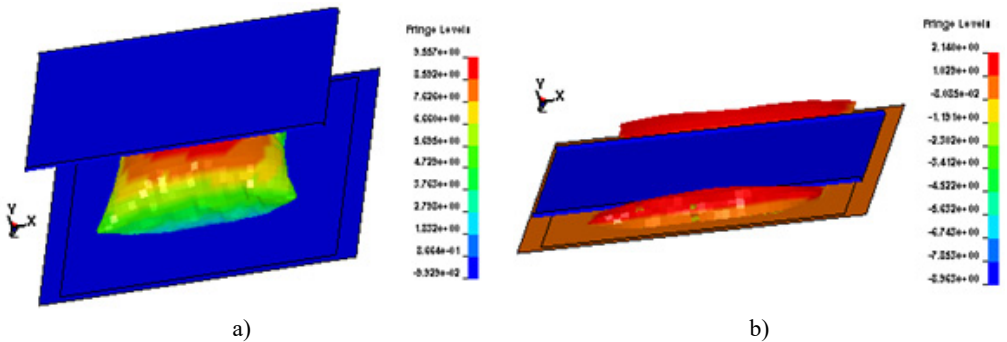 Fringe Levels
9.557e+00
8.592e+00
7.626e+00
6.660e+00
5.695e+00
4.729e+00
3.763e+00
2.798e+00
1.832e+00
8.664e-01
-9.929e-02
Y
X
a)
Fringe Levels
2.140e+00
1.029e+00
-8.085e-02
-1.191e+00
-2.302e+00
-3.412e+00
-4.522e+00
-5.632e+00
-6.743e+00
-7.853e+00
-8.963e+00
Y
X
b)